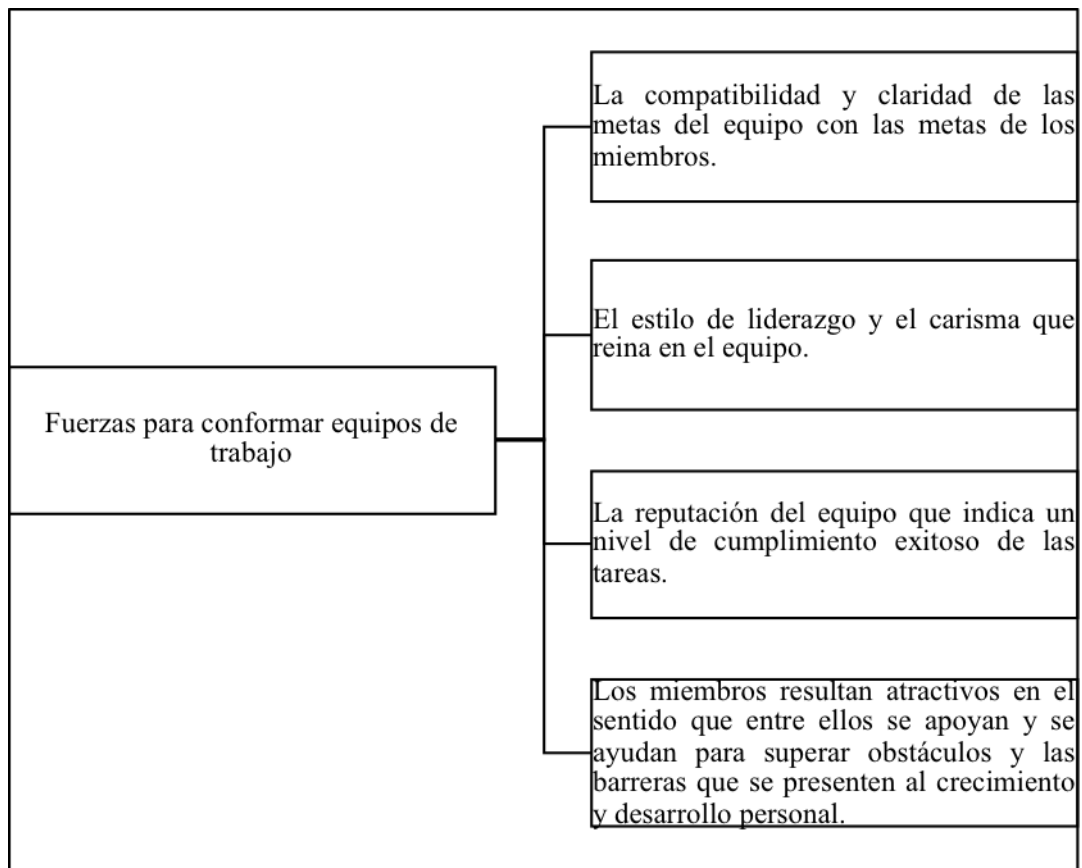 Fuerzas para conformar equipos de
trabajo
La compatibilidad y claridad de las
metas del equipo con las metas de los
miembros.
El estilo de liderazgo y el carisma que
reina en el equipo.
La reputación del equipo que indica un
nivel de cumplimiento exitoso de las
tareas.
Los miembros resultan atractivos en el
sentido que entre ellos se apoyan y se
ayudan para superar obstáculos y las
barreras que se presenten al crecimiento
y desarrollo personal.